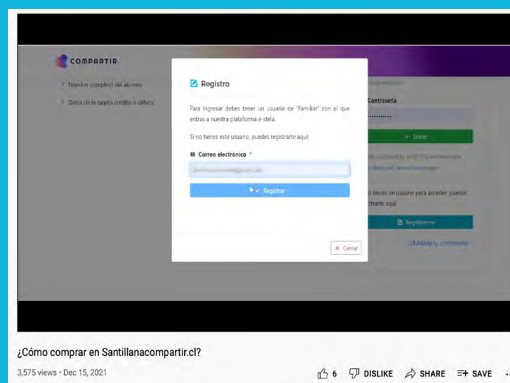 COMPARTIR
Nombre completo del alumno
Datos de la tarjeta crédito o débito
Registro
Para ingresar debes tener un usuario de "Familiar" con el que
entras a nuestra plataforma e-stela.
Si no tienes este usuario, puedes registrarte aquí
Correo electrónico *
Registrar
Cerrar
Contraseña
Registrarme
¿Cómo comprar en Santillanacompartir.cl?
3,575 views • Dec 15, 2021
6 DISLIKE SHARE SAVE ...